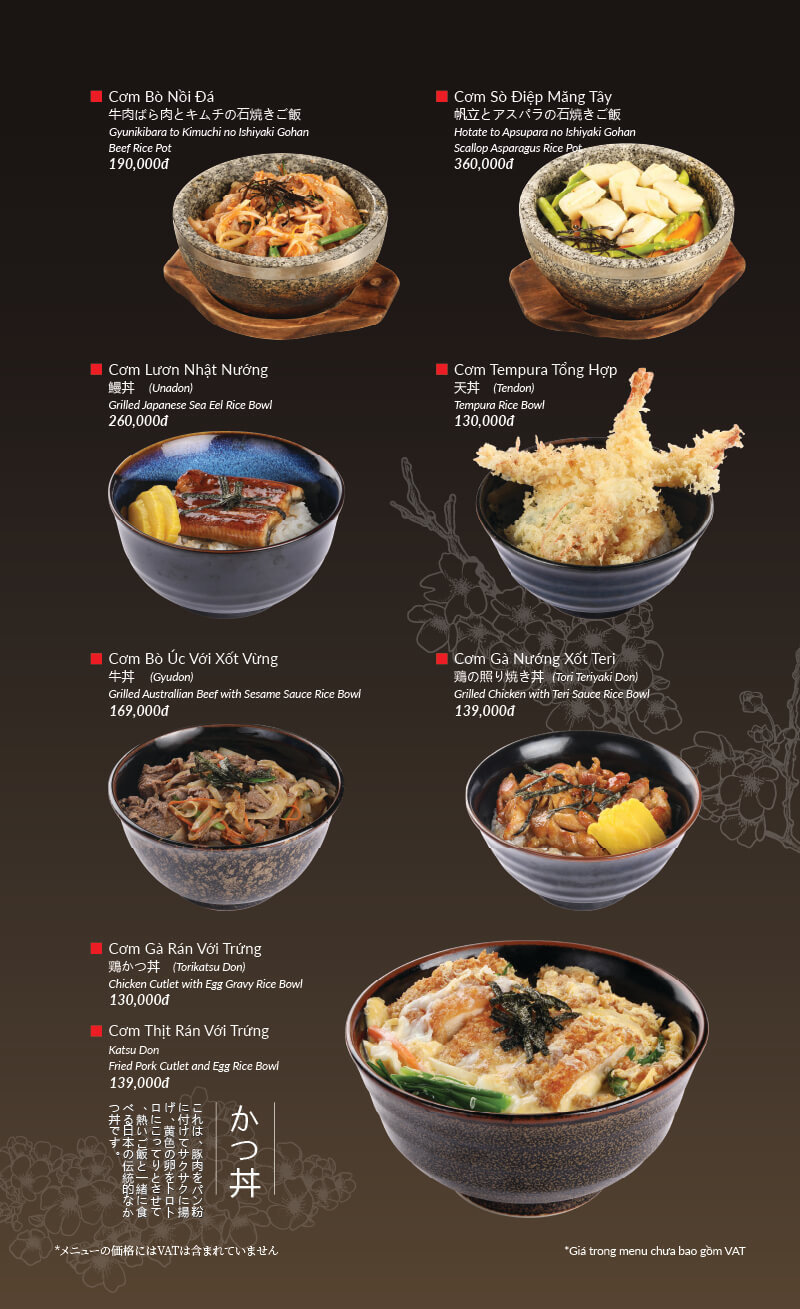 Cơm Bò Nồi Đá
牛肉ばら肉とキムチの石焼きご飯
Gyunikibara to Kimuchi no Ishiyaki Gohan
Beef Rice Pot
190,000đ
Cơm Sò Điệp Măng Tây
帆立とアスパラの石焼きご飯
Hotate to Apsupara no Ishiyaki Gohan
Scallop Asparagus Rice Pot
360,000đ
Cơm Lươn Nhật Nướng
鰻丼 (Unadon)
Grilled Japanese Sea Eel Rice Bowl
260,000đ
Cơm Tempura Tổng Hợp
天丼 (Tendon)
Tempura Rice Bowl
130,000đ
Cơm Bò Úc Với Xốt Vừng
牛丼 (Gyudon)
Grilled Australlian Beef with Sesame Sauce Rice Bowl
169,000đ
Cơm Gà Nướng Xốt Teri
鶏の照り焼き丼 (Tori Teriyaki Don)
Grilled Chicken with Teri Sauce Rice Bowl
139,000đ
Cơm Gà Rán Với Trứng
鶏かつ丼 (Torikatsu Don)
Chicken Cutlet with Egg Gravy Rice Bowl
130,000đ
Cơm Thịt Rán Với Trứng
Katsu Don
Fried Pork Cutlet and Egg Rice Bowl
139,000đ
かつ丼
これは、豚肉をパン粉
に付けてサクサクに揚
げ、黄色の卵をトロト
ロにこってりとさせて
、熱いご飯と一緒に食
べる日本の伝統的なか
つ丼です。
*メニューの価格にはVATは含まれていません
*Giá trong menu chưa bao gồm VAT